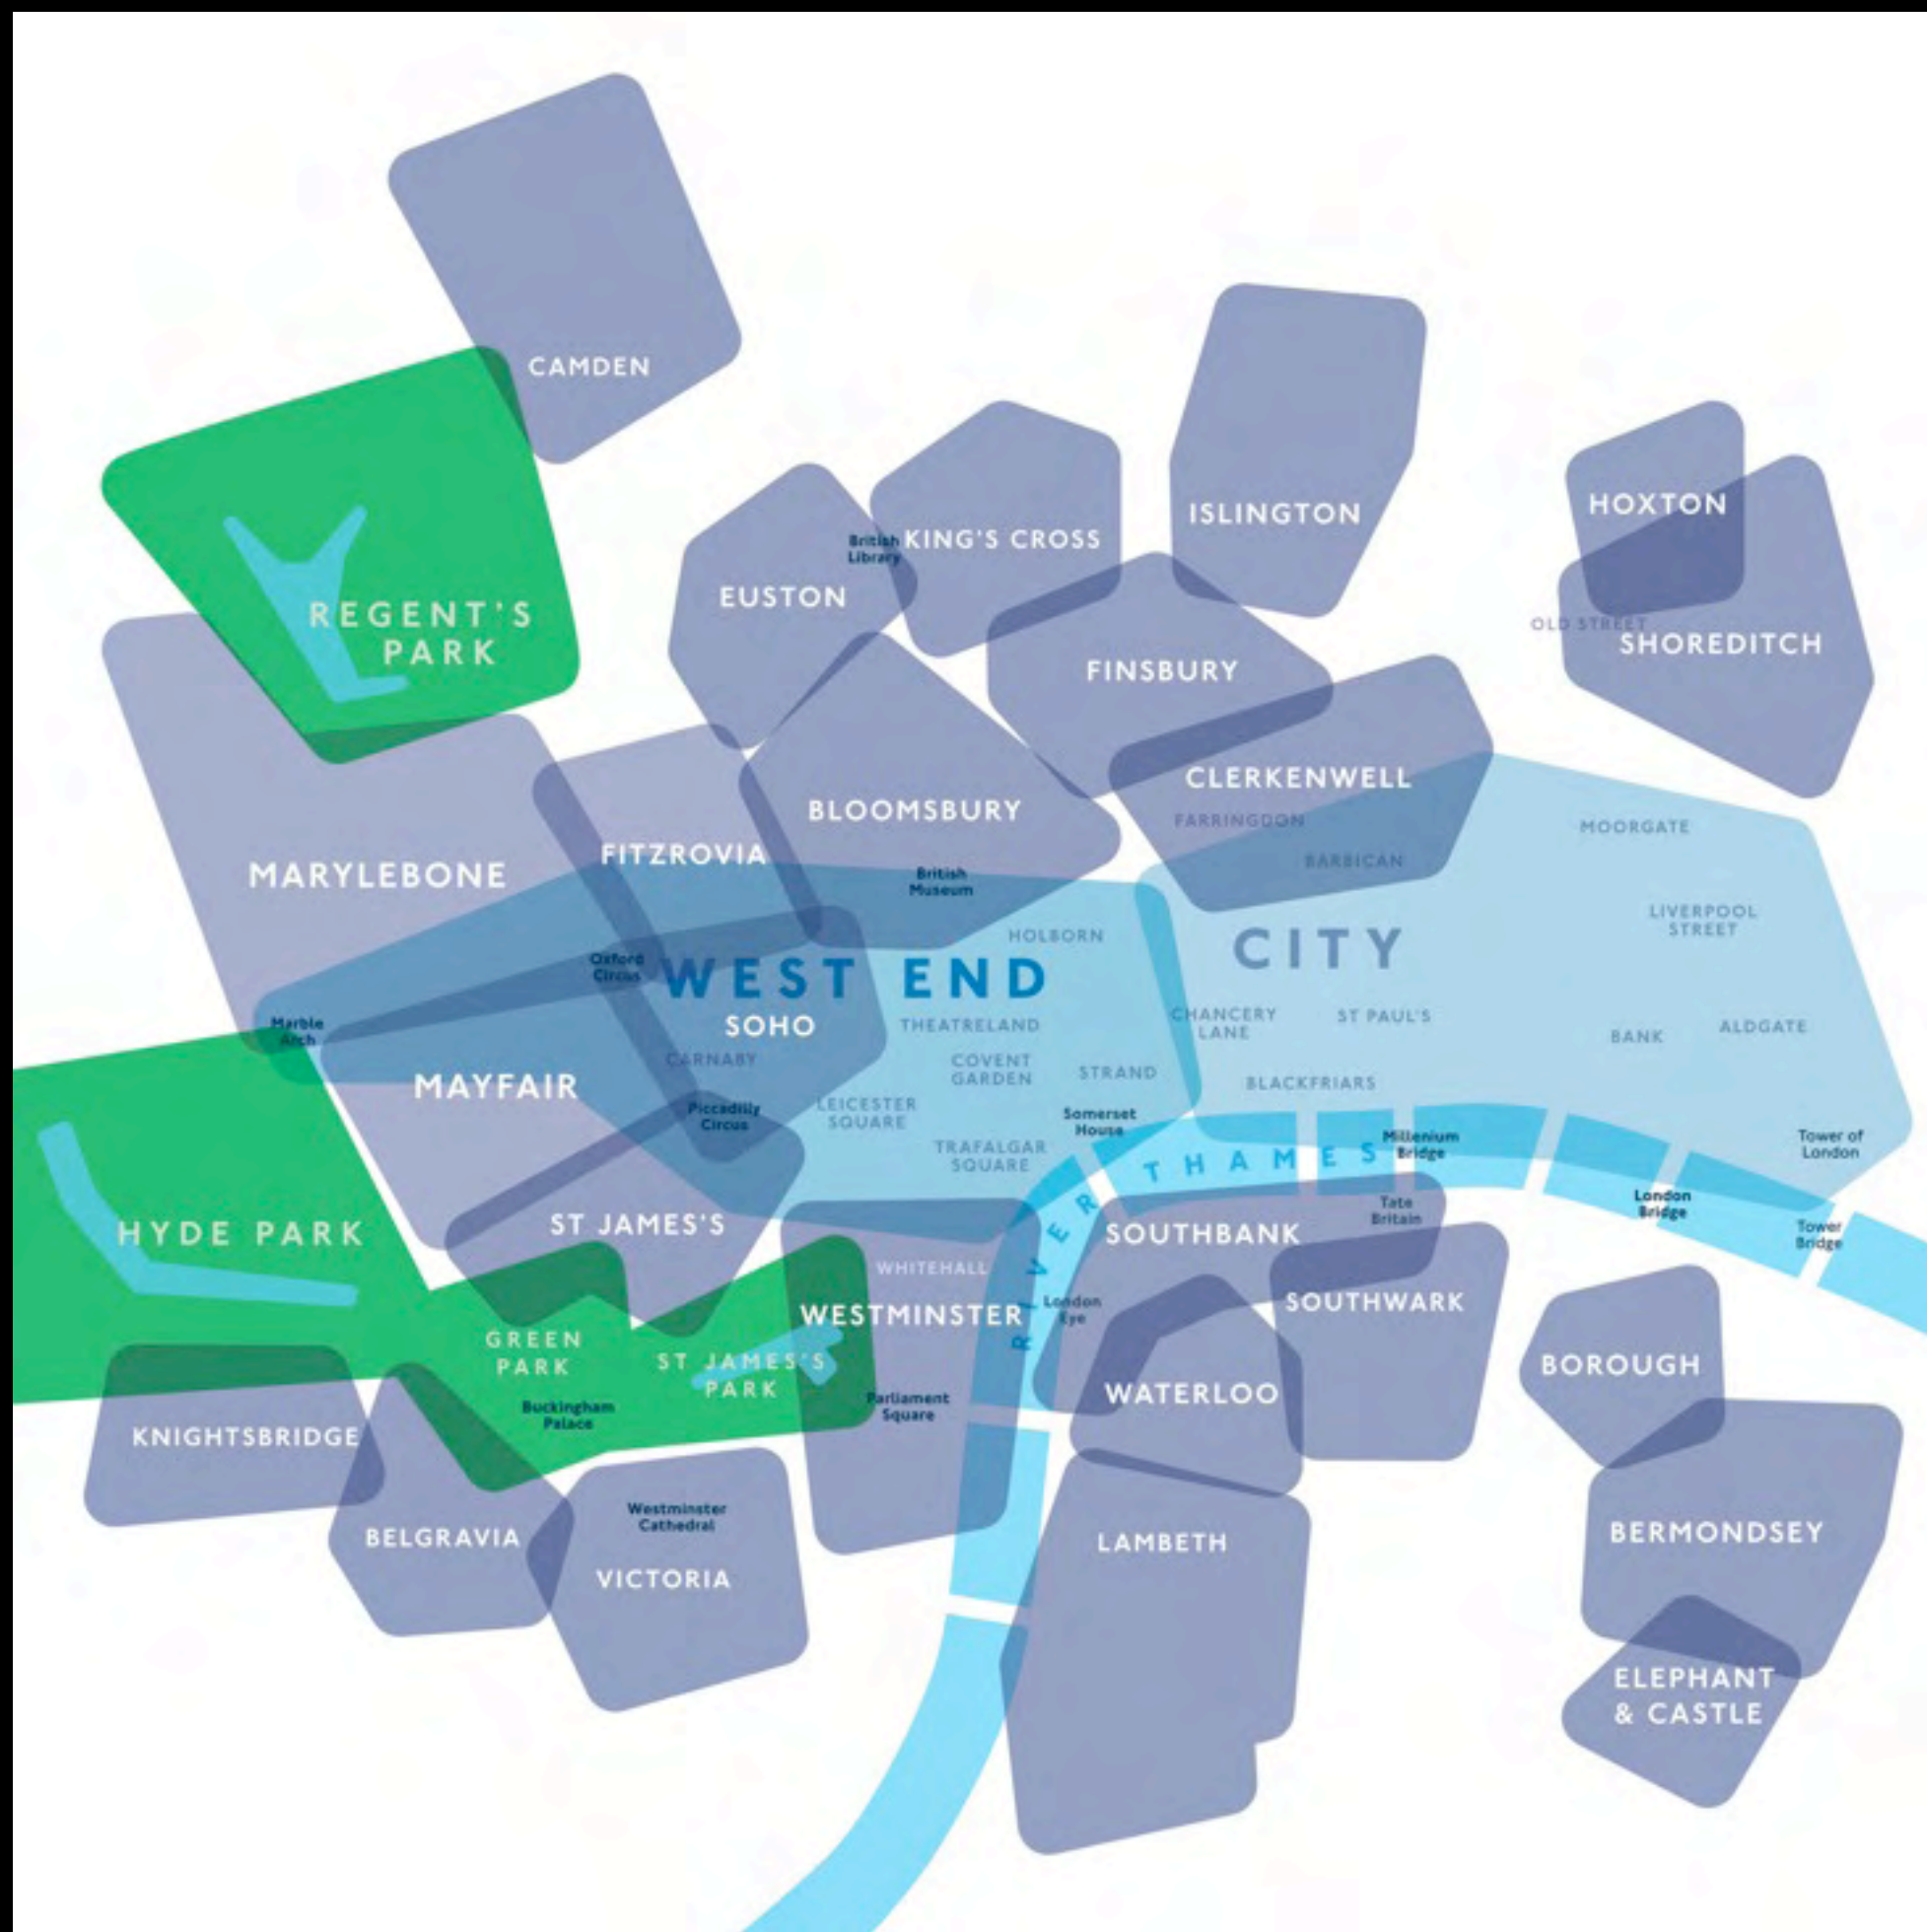 CAMDEN
REGENT'S
PARK
ISLINGTON
HOXTON
British
Library
KING'S CROSS
EUSTON
OLD STREET
SHOREDITCH
FINSBURY
CLERKENWELL
FARRINGDON
BARBICAN
MOORGATE
BLOOMSBURY
FITZROVIA
MARYLEBONE
British
Museum
LIVERPOOL
STREET
HOLBORN
CITY
Oxford
Circus
WEST END
SOHO
THEATRELAND
CHANCERY
LANE
ST PAUL'S
BANK
ALDGATE
Marble
Arch
CARNABY
COVENT
GARDEN
STRAND
BLACKFRIARS
MAYFAIR
Piccadilly
Circus
LEICESTER
SQUARE
Somerset
House
TRAFALGAR
SQUARE
RIVER THAMES
Millenium
Bridge
Tower of
London
HYDE PARK
ST JAMES'S
SOUTHBANK
Tate
Britain
London
Bridge
Tower
Bridge
WHITEHALL
WESTMINSTER
London
Eye
SOUTHWARK
GREEN
PARK
ST JAMES'S
PARK
BOROUGH
Buckingham
Palace
Parliament
Square
WATERLOO
KNIGHTSBRIDGE
BELGRAVIA
Westminster
Cathedral
VICTORIA
LAMBETH
BERMONDSEY
ELEPHANT
& CASTLE